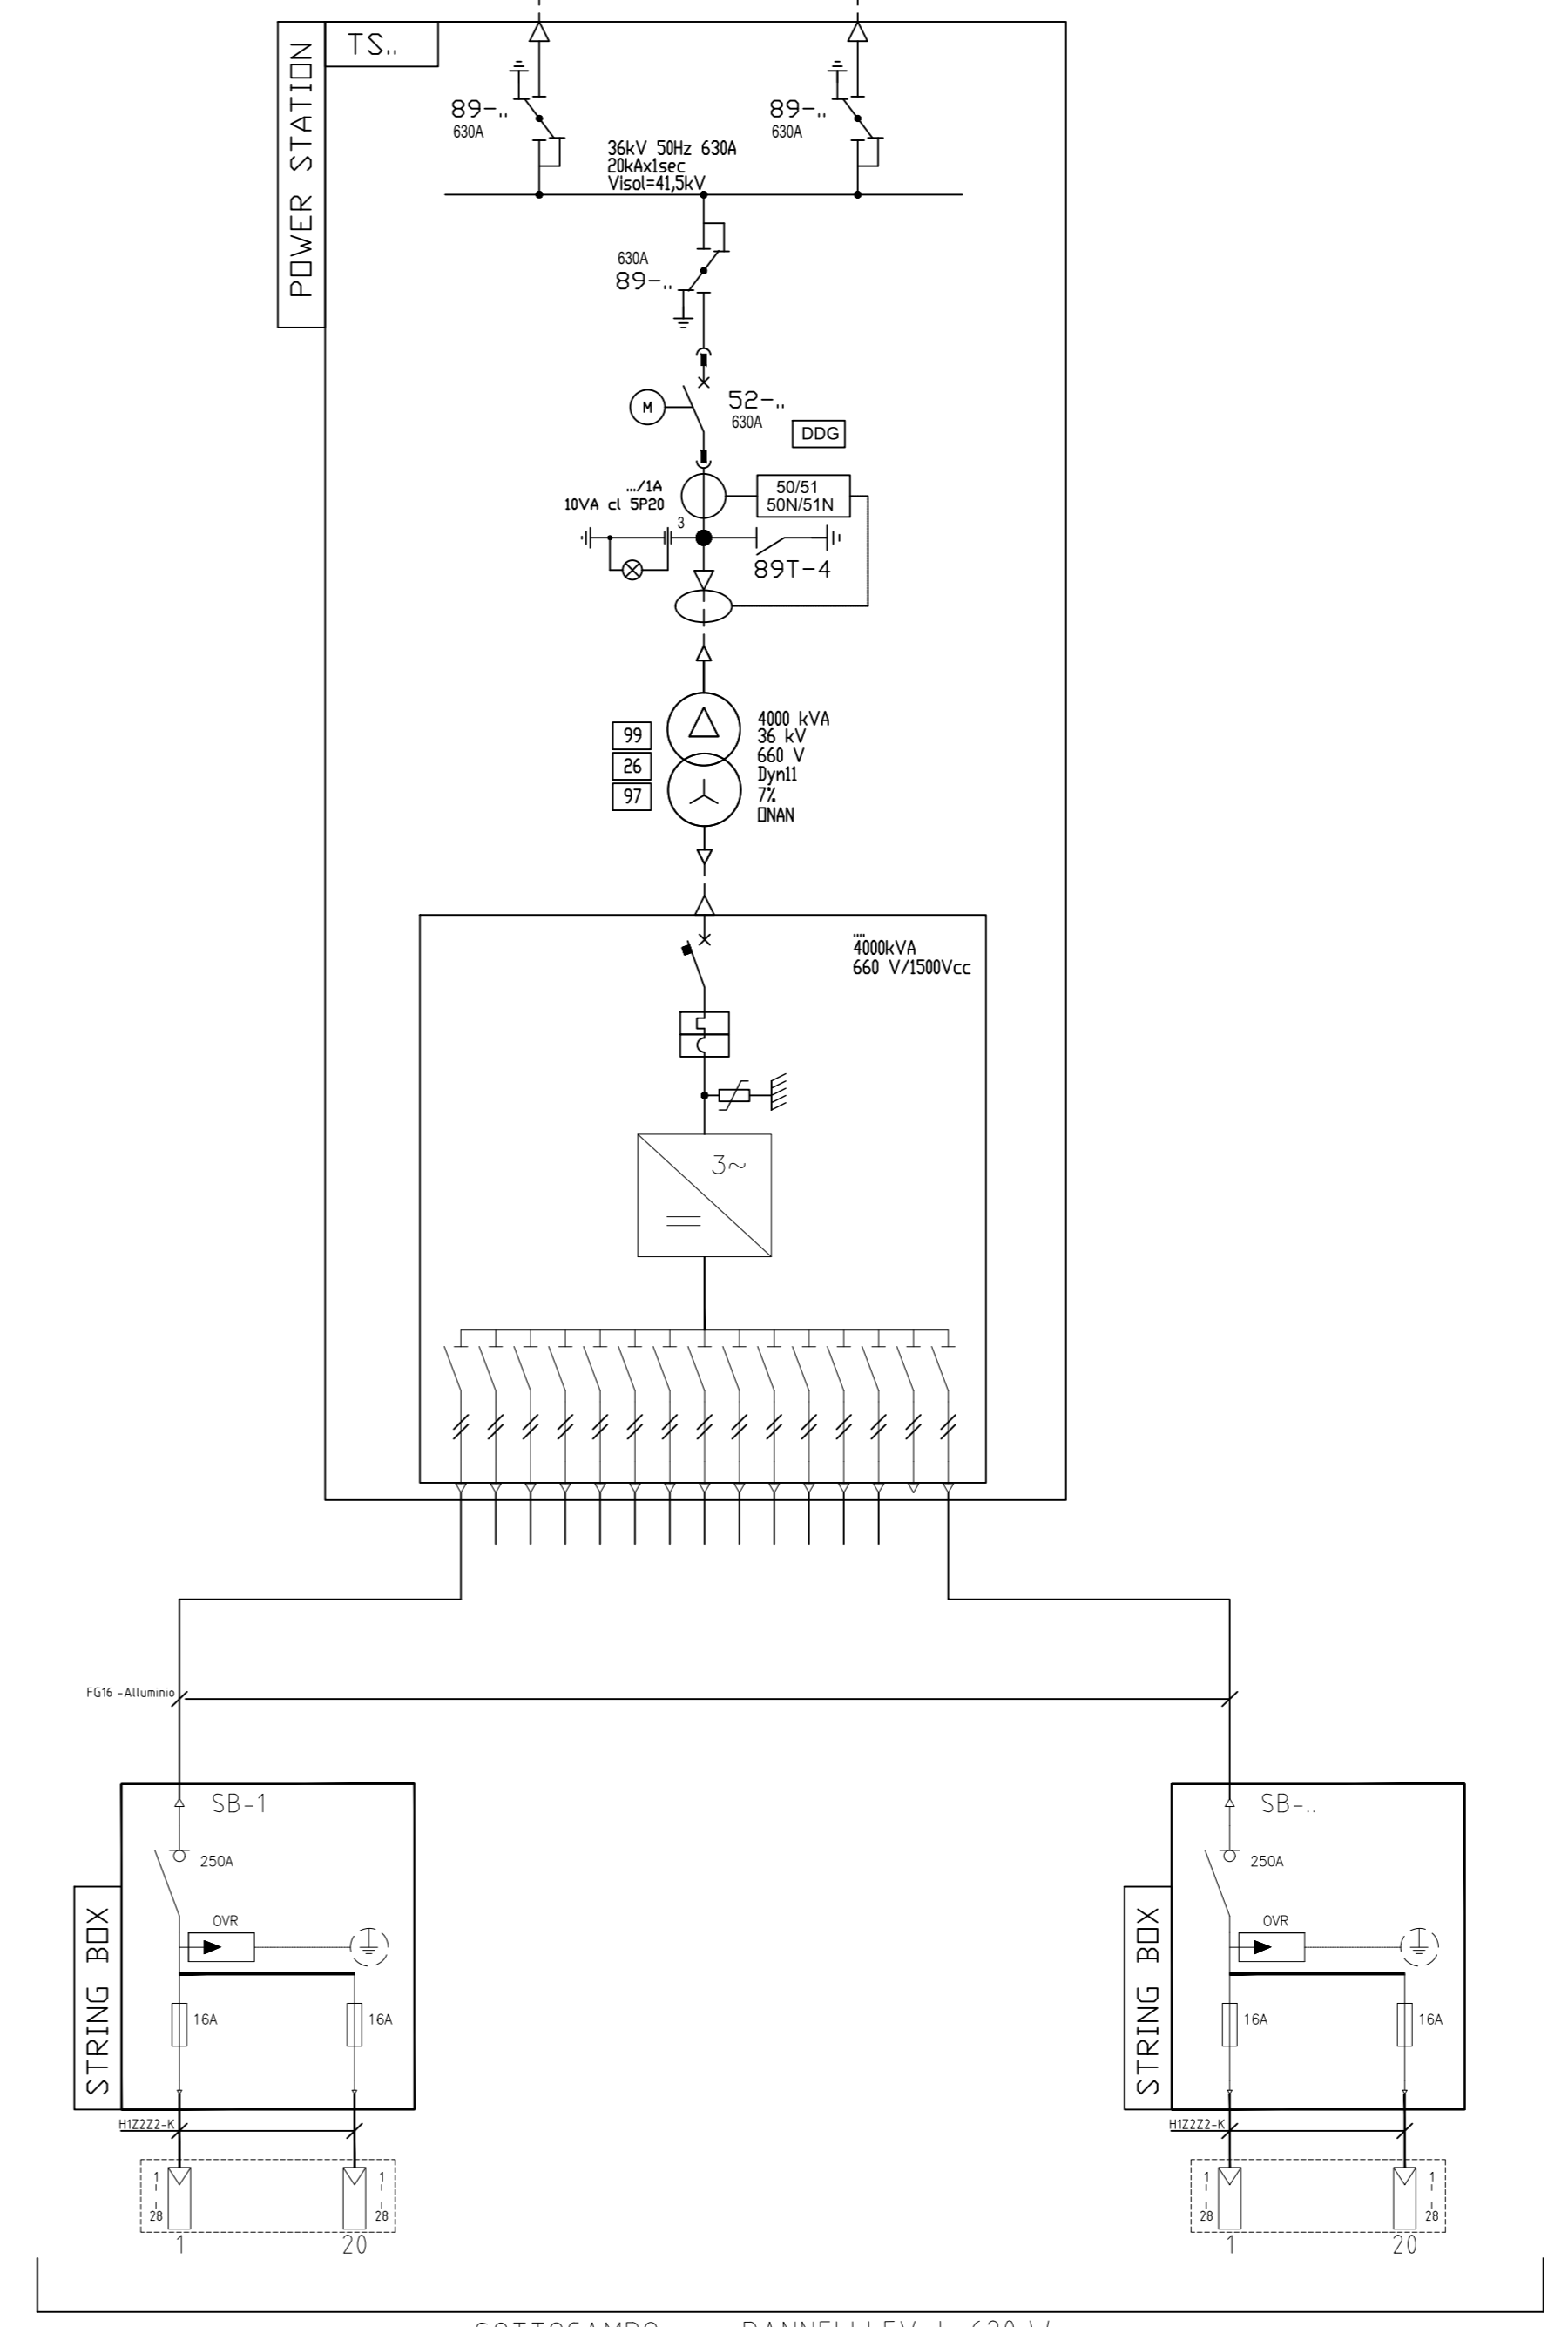 POWER STATION
TS..
89-..
630A
89-..
630A
36kV 50Hz 630A
20kAx1sec
Visol=41,5kV
630A
89-..
M
52-..
630A
DDG
.../1A
10VA cl 5P20
50/51
50N/51N
3
89T-4
99
26
97
4000 kVA
36 kV
660 V
Dyn11
7%
ONAN
....
4000kVA
660 V/1500Vcc
3~
FG16 -Alluminio
STRING BOX
SB-1
250A
OVR
16A
16A
H1Z2Z2-K
1
28
1
28
1
20
STRING BOX
SB-..
250A
OVR
16A
16A
H1Z2Z2-K
1
28
1
28
1
20